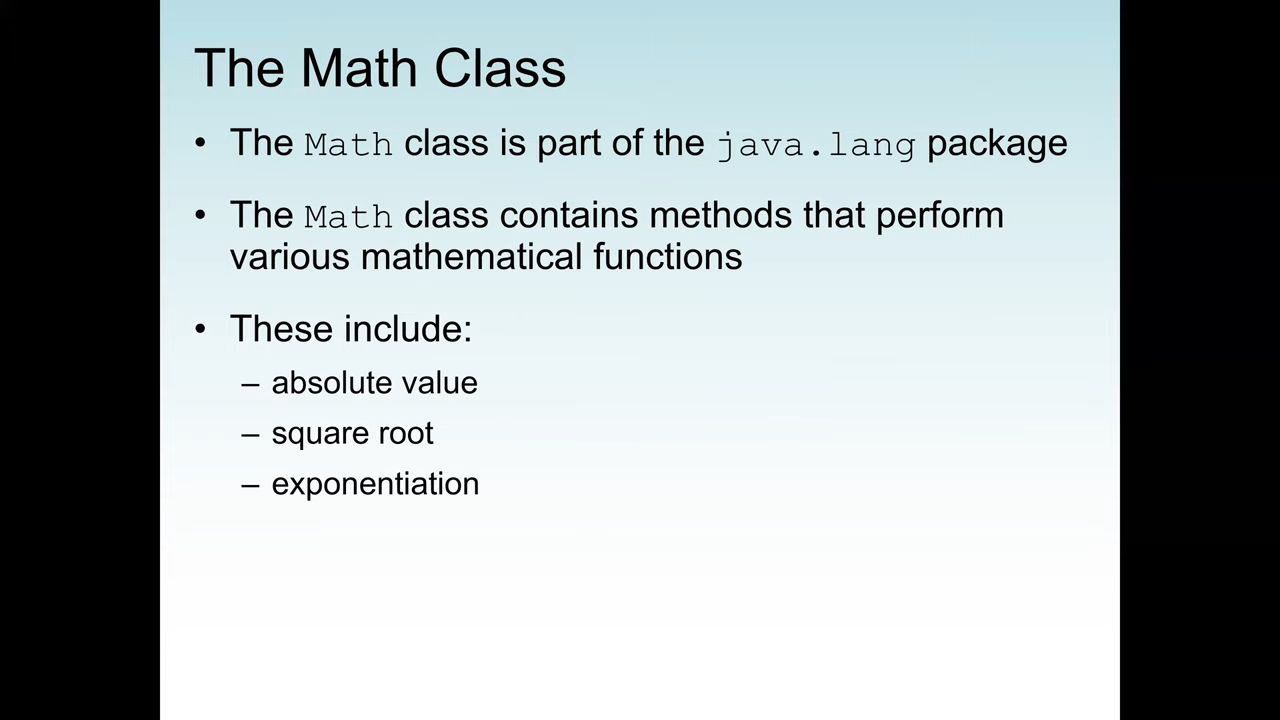 The Math Class
• The Math class is part of the java.lang package
• The Math class contains methods that perform
various mathematical functions
• These include:
– absolute value
– square root
– exponentiation